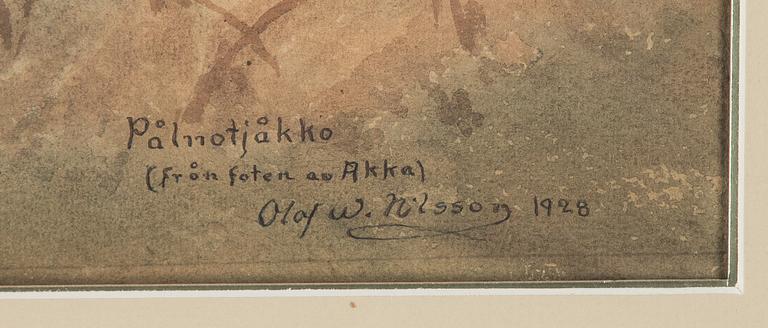 Pålnotjåkko
(från foten av Akka)
Olof W. Nilsson 1928